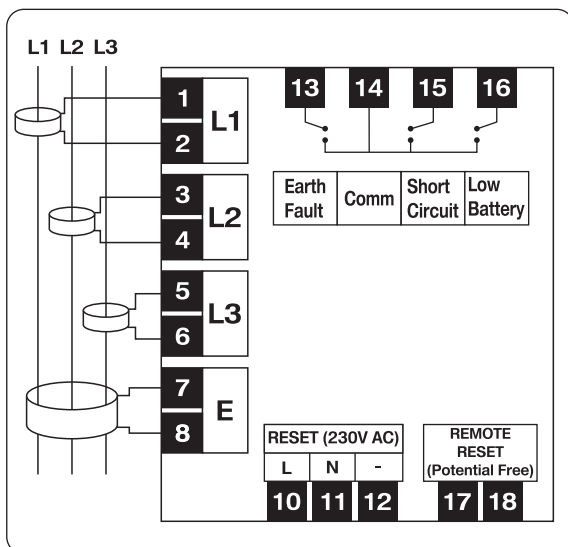 L1 L2 L3
1
2
L1
3
4
L2
5
6
L3
7
8
E
13 14 15 16
Earth Fault
Comm
Short Circuit
Low Battery
RESET (230V AC)
L N -
10 11 12
REMOTE
RESET
(Potential Free)
17 18